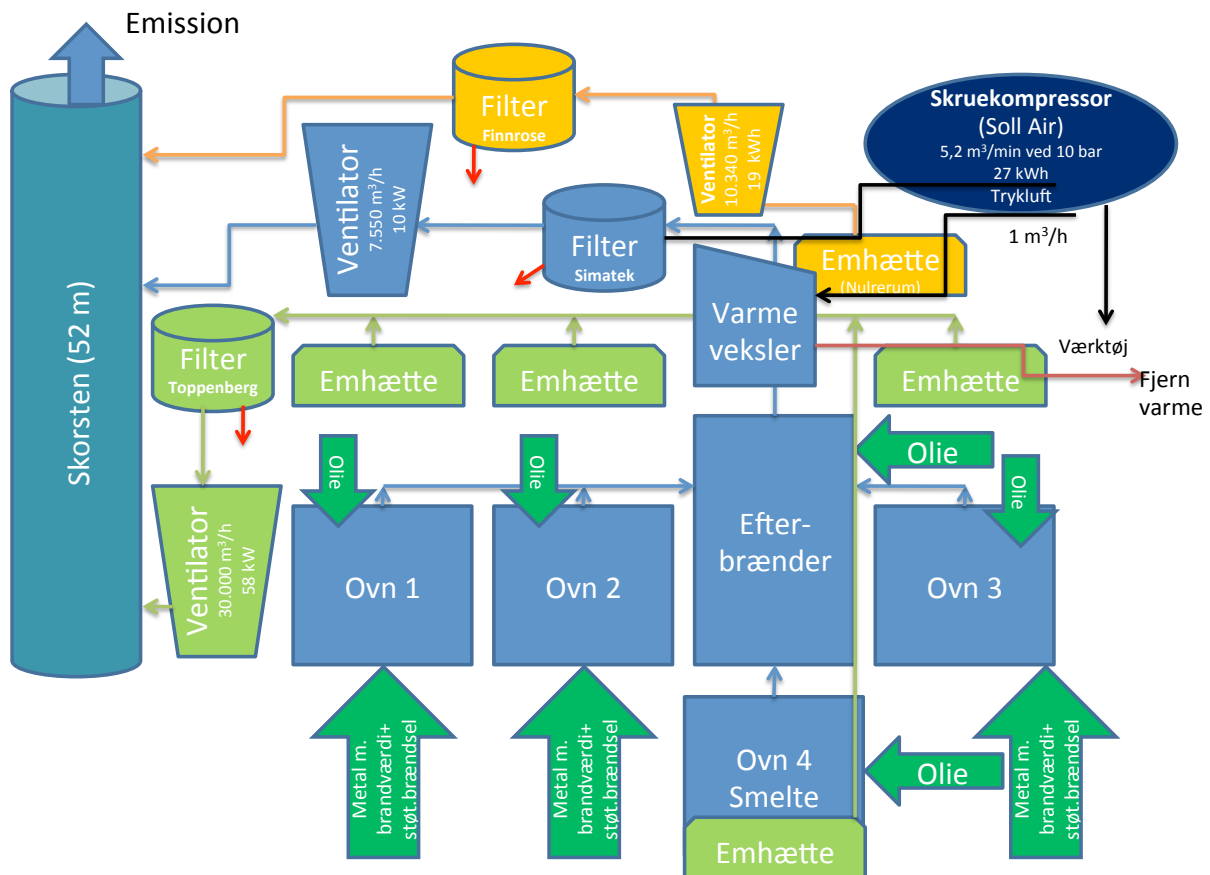 Emission
Skorsten (52 m)
Filter
Finnrose
Ventilator
10.340 m³/h
19 kWh
Skruekompressor
(Soll Air)
5,2 m³/min ved 10 bar
27 kWh
Trykluft
1 m³/h
Ventilator
7.550 m³/h
10 kW
Filter
Simatek
Emhætte
(Nulrerum)
Varme
veksler
Værktøj
Fjern
varme
Filter
Toppenberg
Emhætte
Emhætte
Emhætte
Ventilator
30.000 m³/h
58 kW
Olie
Olie
Olie
Olie
Ovn 1
Ovn 2
Efter-
brænder
Ovn 3
Metal m.
brandværdi+
støt.brændsel
Metal m.
brandværdi+
støt.brændsel
Ovn 4
Smelte
Emhætte
Olie
Metal m.
brandværdi+
støt.brændsel